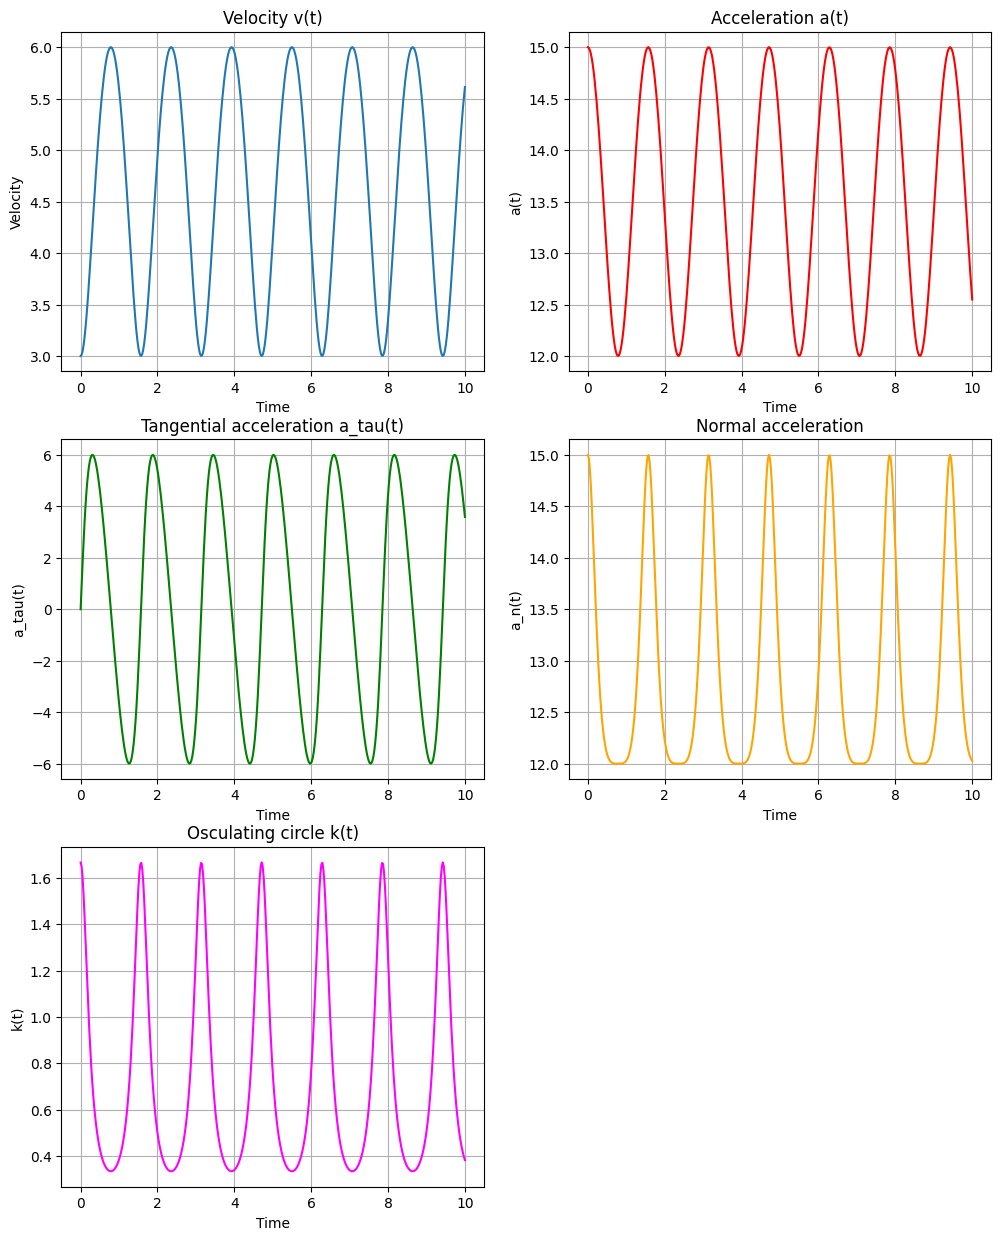 Velocity v(t)
Velocity
6.0
5.5
5.0
4.5
4.0
3.5
3.0
0 2 4 6 8 10
Time
Acceleration a(t)
a(t)
15.0
14.5
14.0
13.5
13.0
12.5
12.0
0 2 4 6 8 10
Time
Tangential acceleration a_tau(t)
a_tau(t)
6
4
2
0
−2
−4
−6
0 2 4 6 8 10
Time
Normal acceleration
a_n(t)
15.0
14.5
14.0
13.5
13.0
12.5
12.0
0 2 4 6 8 10
Time
Osculating circle k(t)
k(t)
1.6
1.4
1.2
1.0
0.8
0.6
0.4
0 2 4 6 8 10
Time